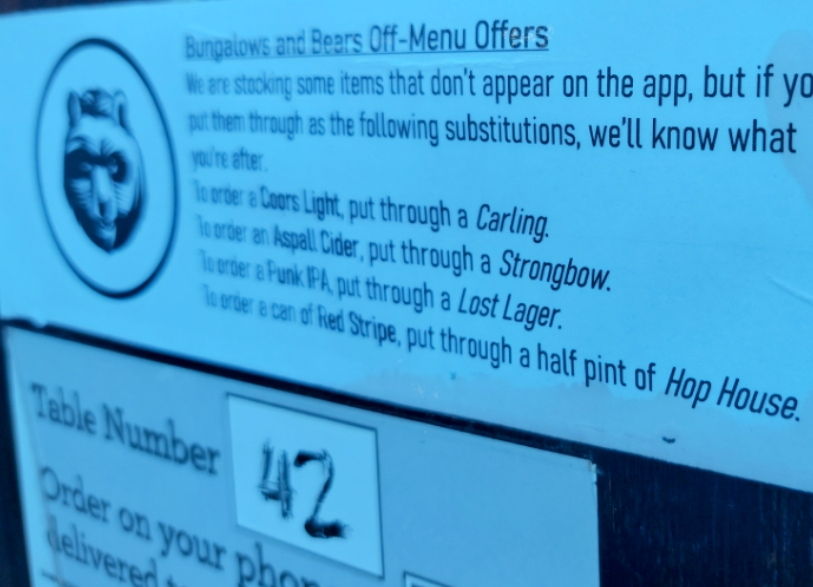 Bungalows and Bears Off-Menu Offers
We are stocking some items that don't appear on the app, but if yo
put them through as the following substitutions, we'll know what
you're after.
To order a Coors Light, put through a Carling.
To order an Aspall Cider, put through a Strongbow.
To order a Punk IPA, put through a Lost Lager.
To order a can of Red Stripe, put through a half pint of Hop House.
Table Number 42
Order on your phon
delivered t